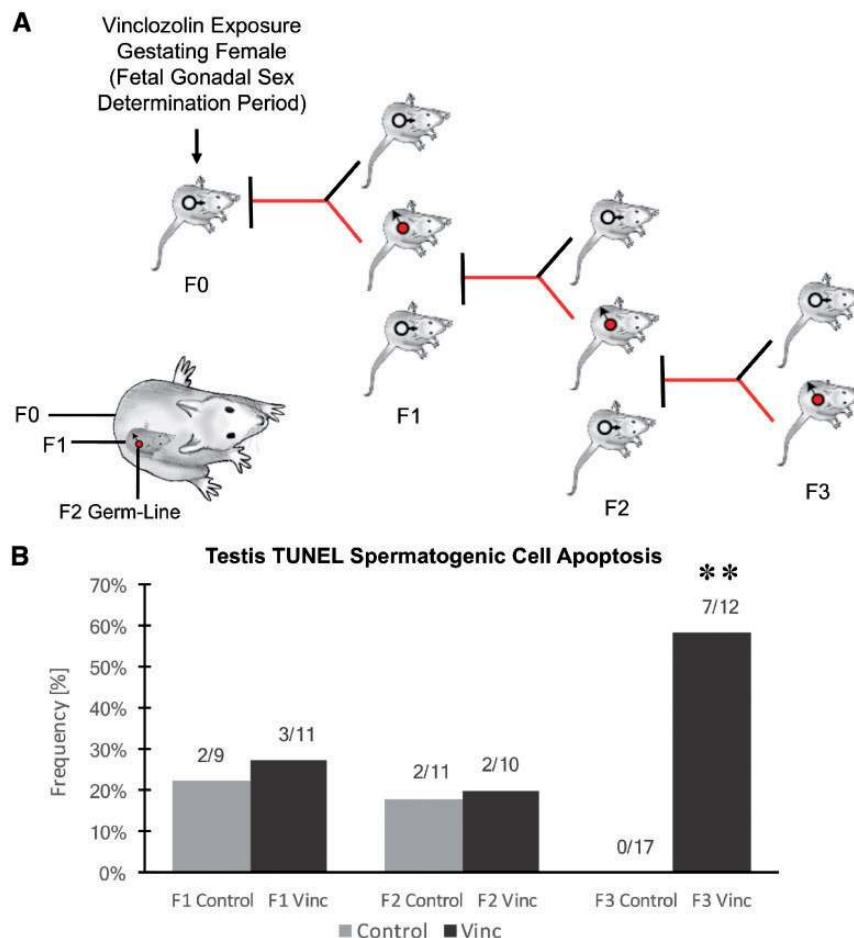 A
Vinclozolin Exposure
Gestating Female
(Fetal Gonadal Sex
Determination Period)
F0
F1
F2
F3
F0
F1
F2 Germ-Line
B
Testis TUNEL Spermatogenic Cell Apoptosis
**
Frequency [%]
70%
60%
50%
40%
30%
20%
10%
0%
2/9
3/11
2/11
2/10
0/17
7/12
F1 Control
F1 Vinc
F2 Control
F2 Vinc
F3 Control
F3 Vinc
Control
Vinc